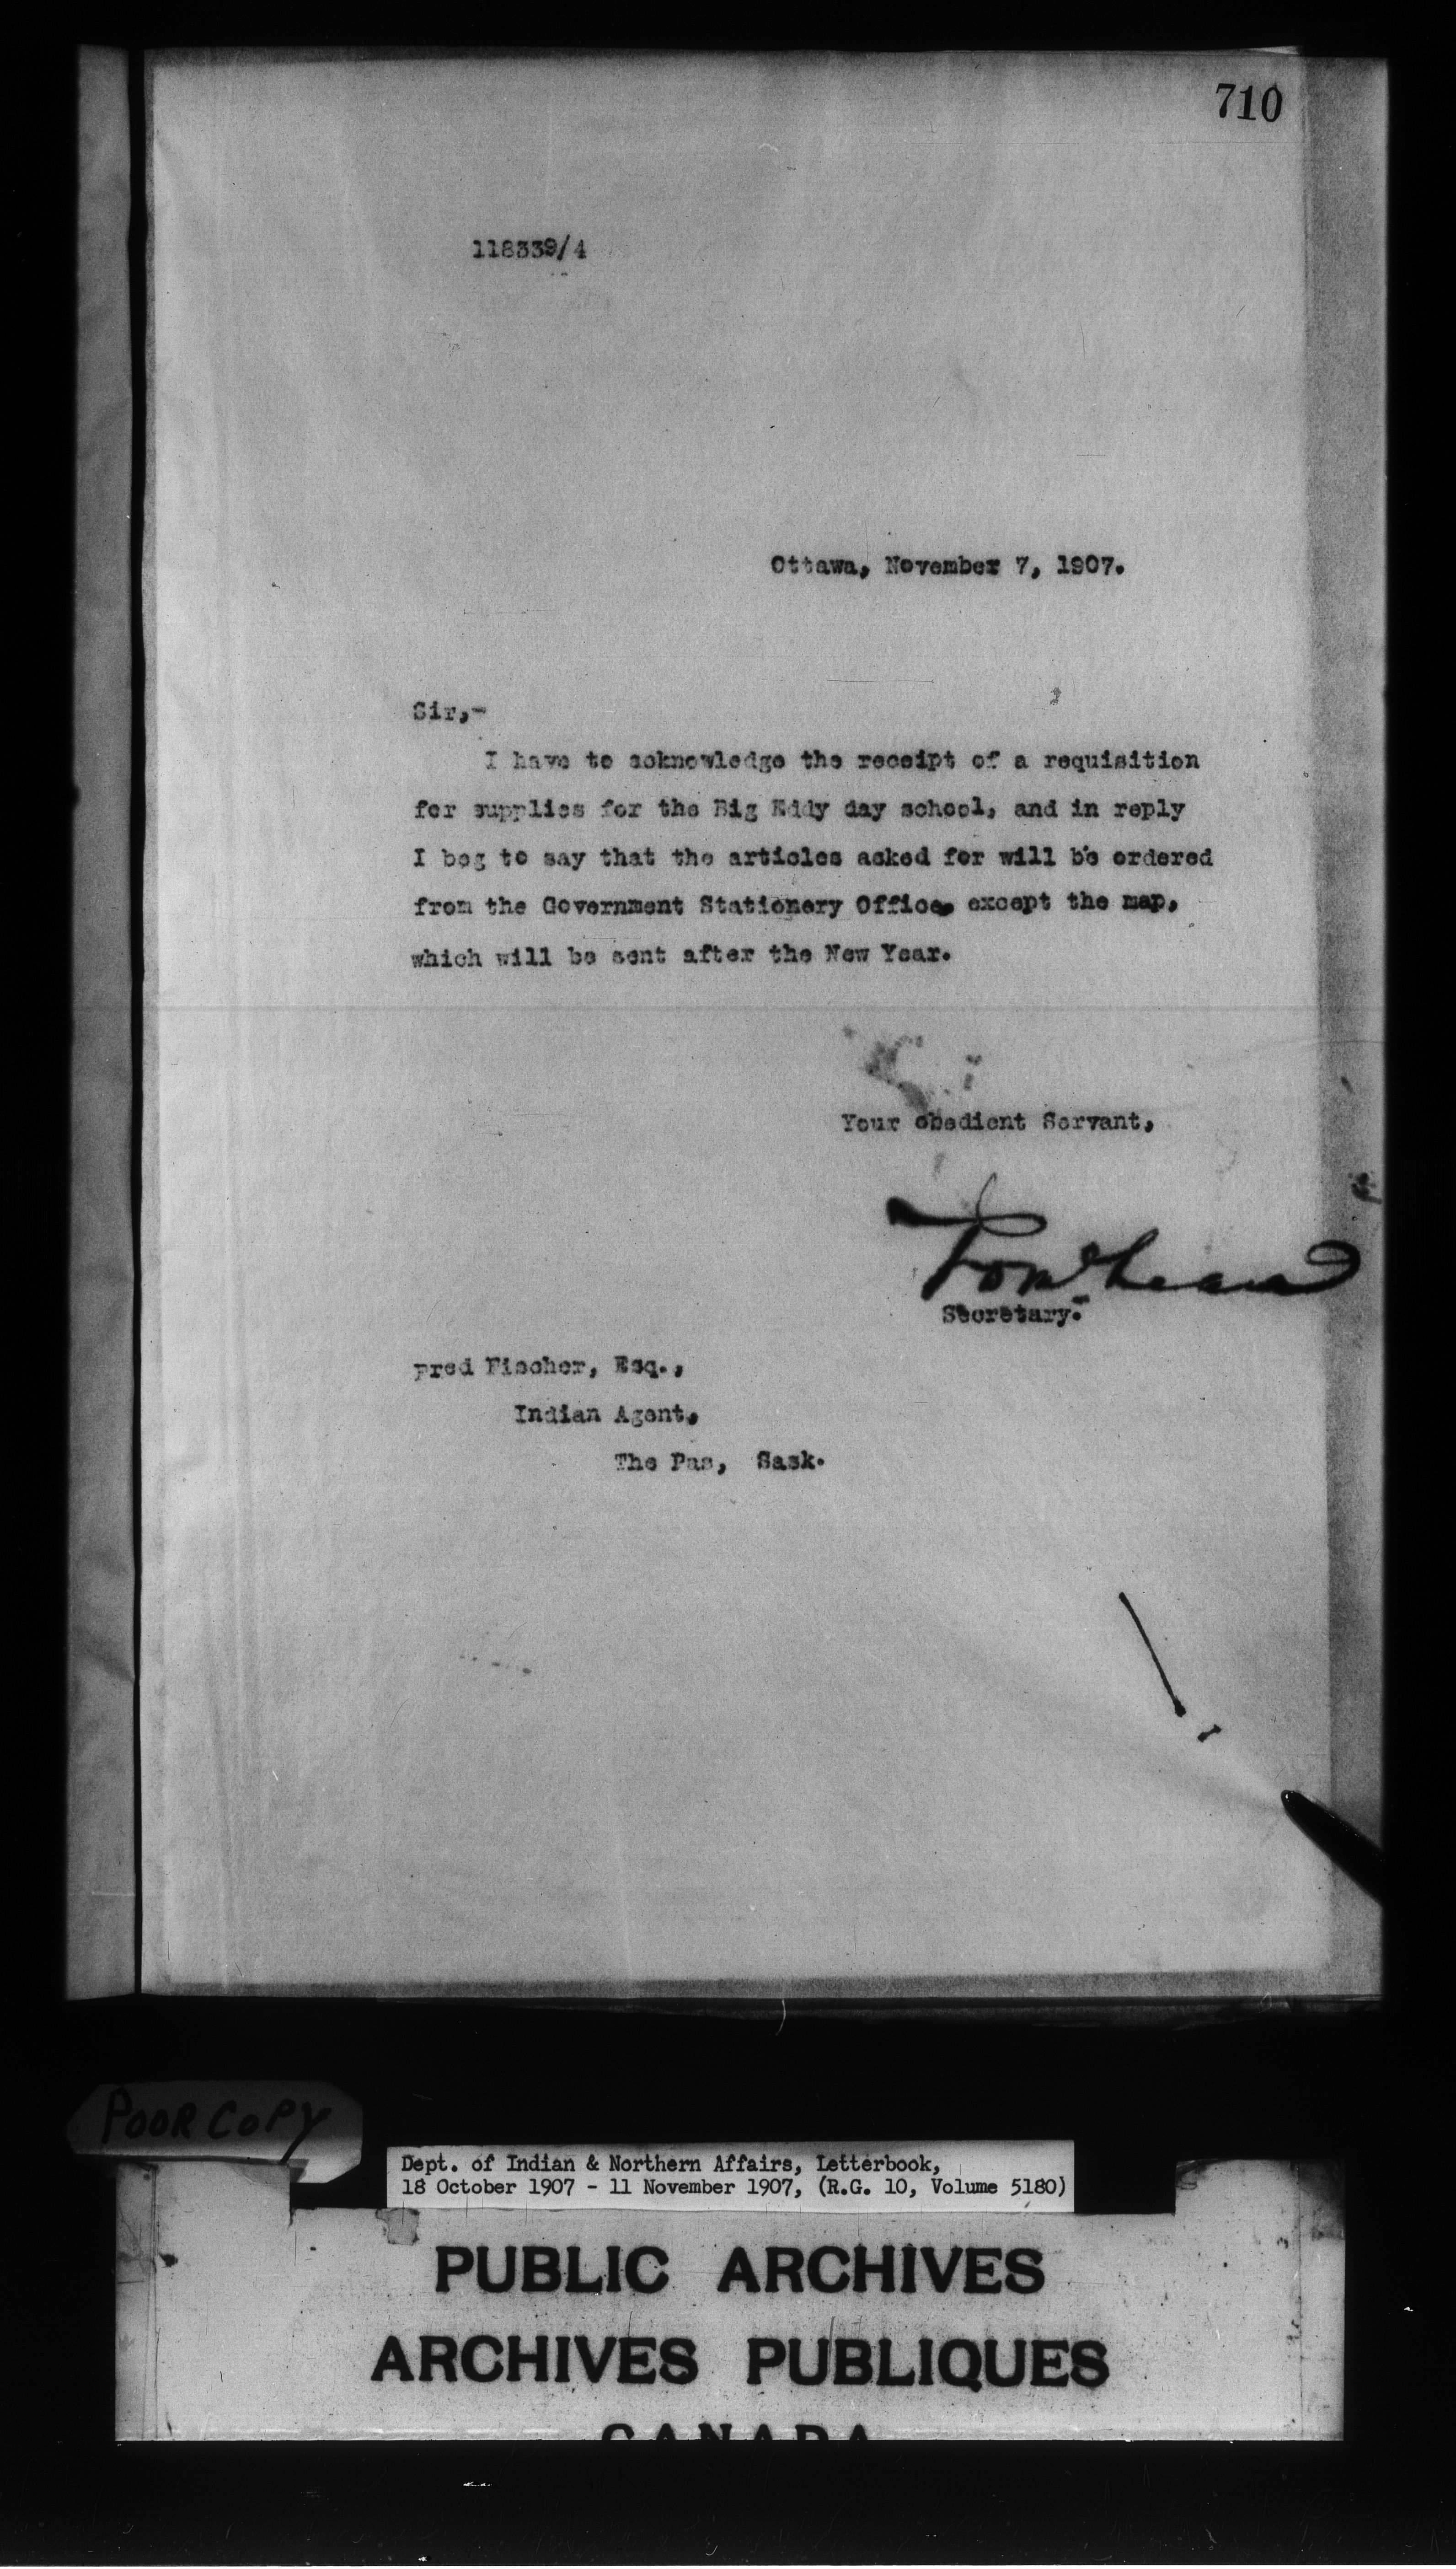 710
118339/4
Ottawa, November 7, 1907.
Sir,-
I have to acknowledge the receipt of a requisition
for supplies for the Big Eddy day school, and in reply
I beg to say that the articles asked for will be ordered
from the Government Stationery Office, except the map,
which will be sent after the New Year.
Your obedient Servant,
Secretary.
Fred Fischer, Esq.,
Indian Agent,
The Pas, Sask.
POOR COPY
Dept. of Indian & Northern Affairs, Letterbook,
18 October 1907 - 11 November 1907, (R.G. 10, Volume 5180)
PUBLIC ARCHIVES
ARCHIVES PUBLIQUES
CANADA